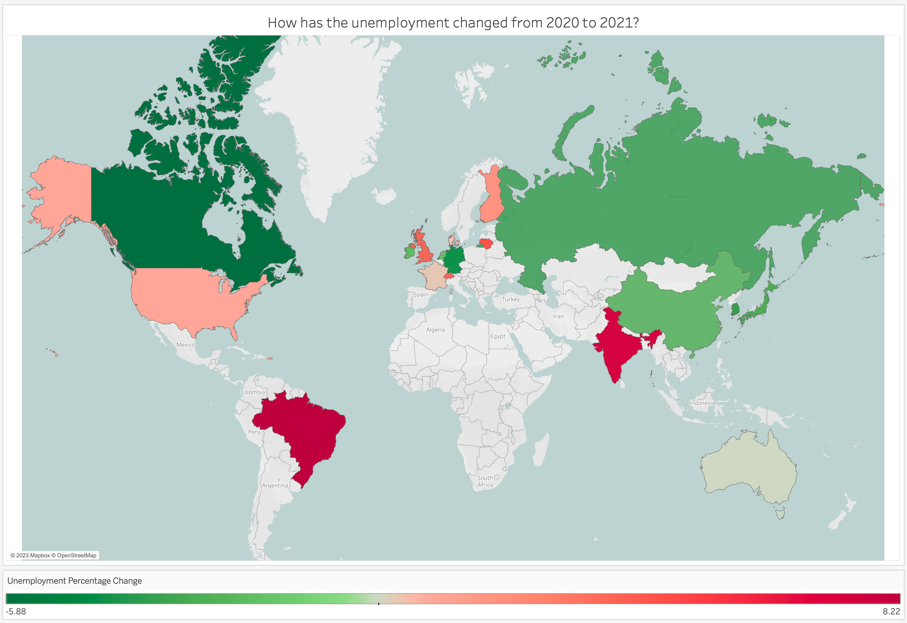 How has the unemployment changed from 2020 to 2021?
Spain
Turkey
Algeria
Egypt
Iran
Mexico
Colombia
Peru
Indonesia
South
Africa
Argentina
© 2023 Mapbox © OpenStreetMap
Unemployment Percentage Change
-5.88
8.22